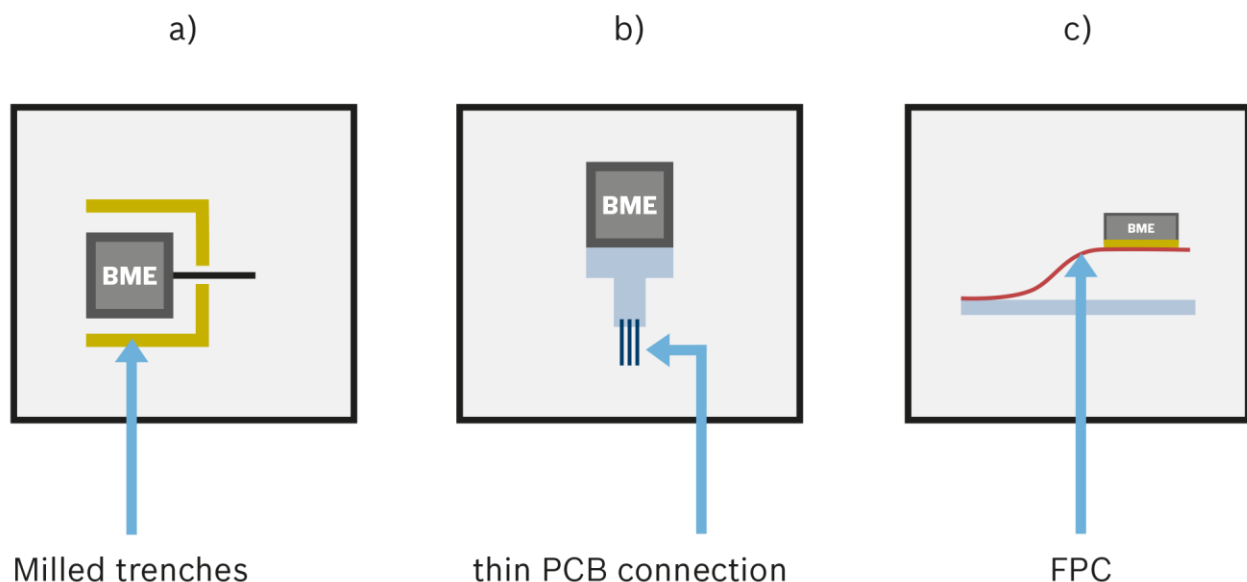 a)
b)
c)
BME
BME
BME
Milled trenches
thin PCB connection
FPC